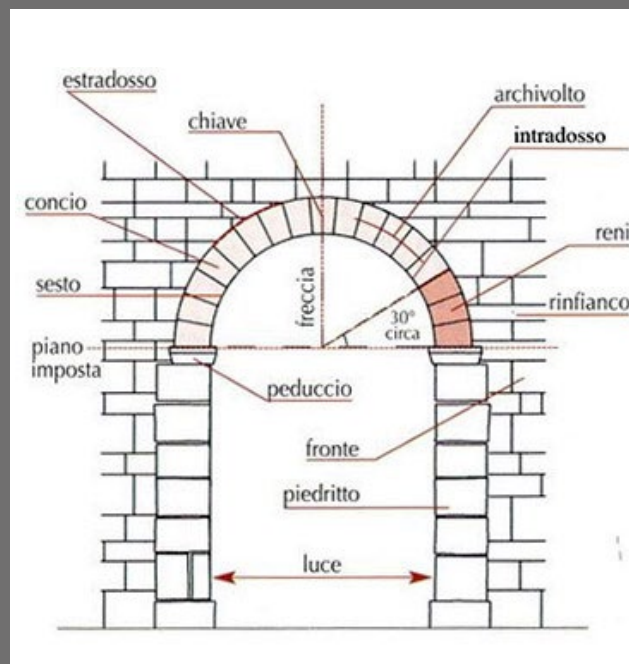 estradosso
archivolto
chiave
intradosso
concio
reni
sesto
freccia
30°
circa
rinfianco
piano
imposta
peduccio
fronte
piedritto
luce